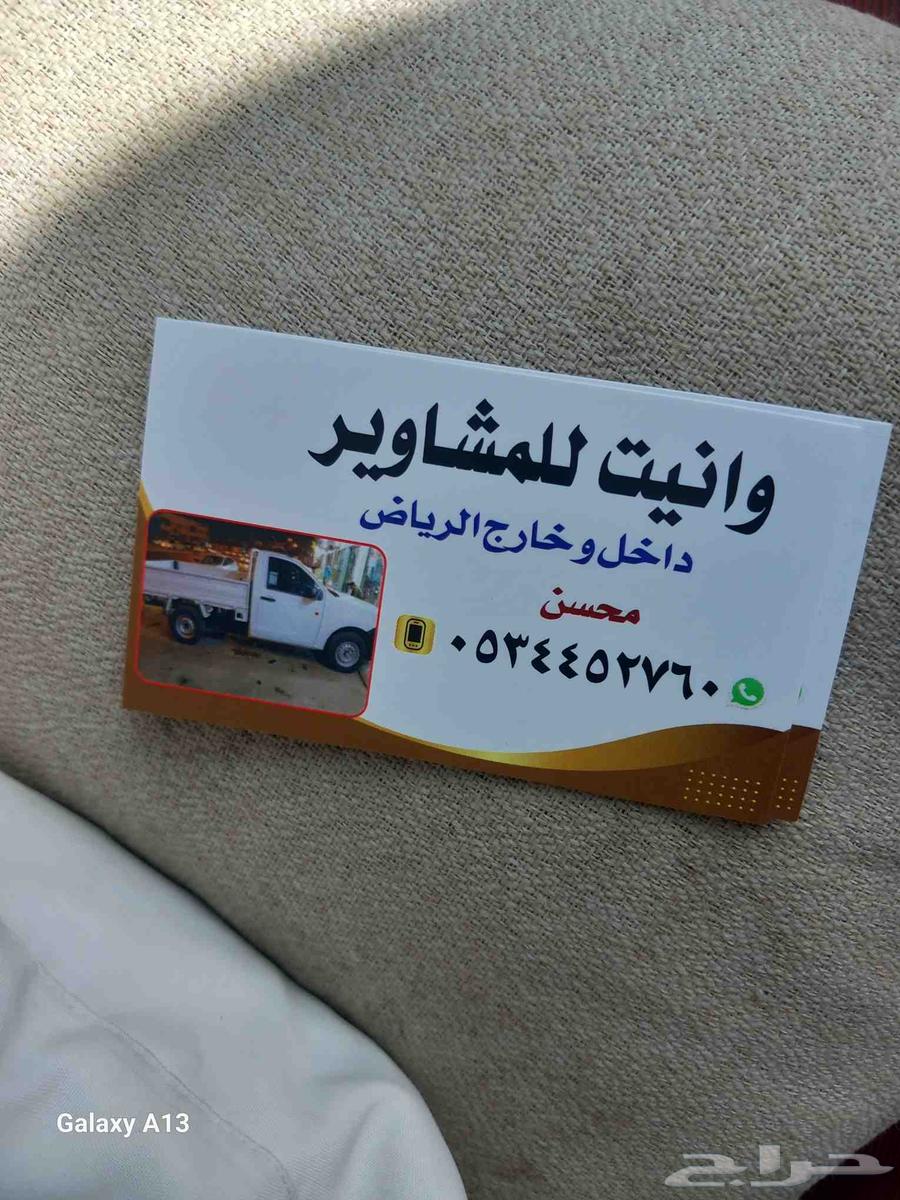 وانيت للمشاوير
داخل وخارج الرياض
محسن
٠٥٣٤٤٥٢٧٦٠
Galaxy A13
حراج